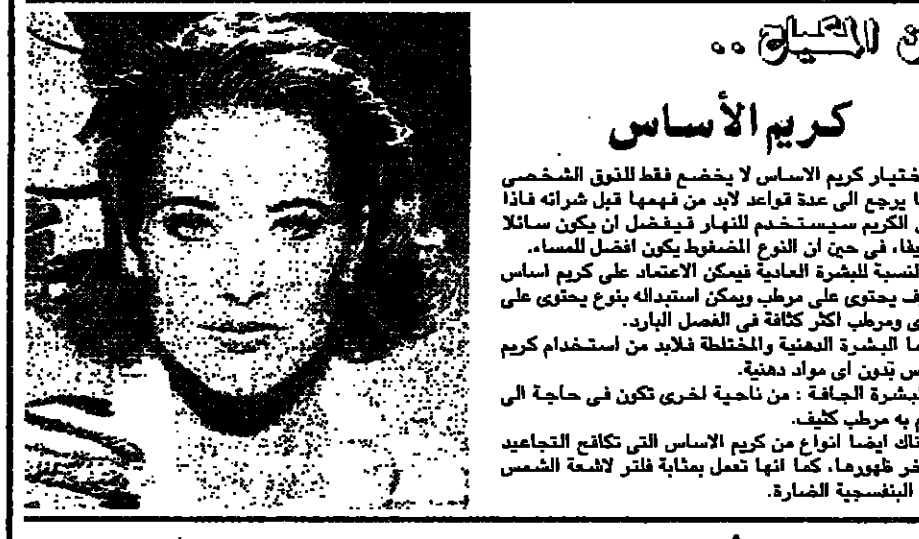 المكياج ..
كريم الأساس
ختيار كريم الاساس لا يخضع فقط للذوق الشخصى
ا يرجع الى عدة قواعد لابد من فهمها قبل شرائه فاذا
الكريم سيستخدم للنهار فيفضل ان يكون سائلا
يفا، فى حين ان النوع المضغوط يكون افضل للمساء.
لنسبة للبشرة العادية فيمكن الاعتماد على كريم اساس
ف يحتوى على مرطب ويمكن استبداله بنوع يحتوى على
ى ومرطب اكثر كثافة فى الفصل البارد.
ا البشرة الدهنية والمختلطة فلابد من استخدام كريم
س بدون اى مواد دهنية.
لبشرة الجافة : من ناحية اخرى تكون فى حاجة الى
م به مرطب كثيف.
ناك ايضا انواع من كريم الاساس التى تكافح التجاعيد
خر ظهورها، كما انها تعمل بمثابة فلتر لاشعة الشمس
البنفسجية الضارة.